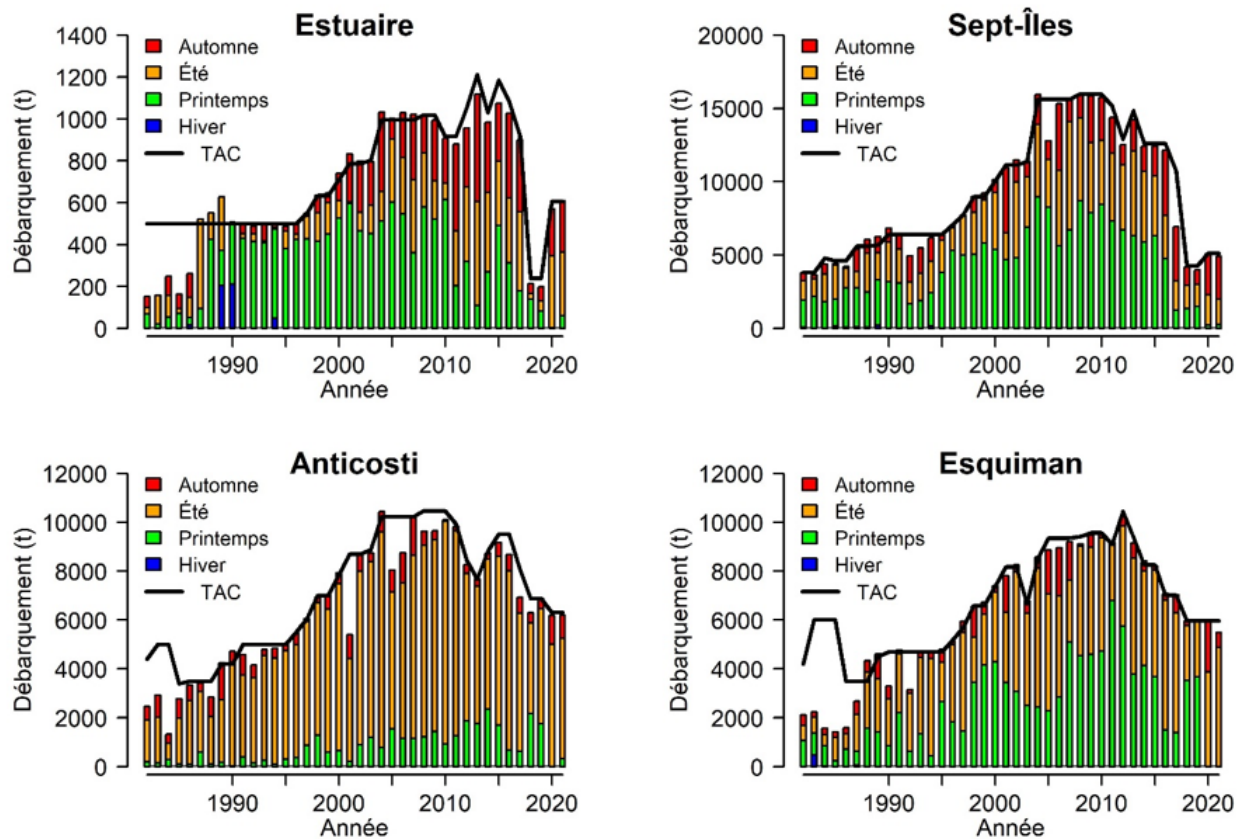 Estuaire
1400
1200
1000
800
600
400
200
0
Débarquement (t)
Automne
Été
Printemps
Hiver
TAC
1990
2000
2010
2020
Année
Sept-Îles
20000
15000
10000
5000
0
Débarquement (t)
Automne
Été
Printemps
Hiver
TAC
1990
2000
2010
2020
Année
Anticosti
12000
10000
8000
6000
4000
2000
0
Débarquement (t)
Automne
Été
Printemps
Hiver
TAC
1990
2000
2010
2020
Année
Esquiman
12000
10000
8000
6000
4000
2000
0
Débarquement (t)
Automne
Été
Printemps
Hiver
TAC
1990
2000
2010
2020
Année